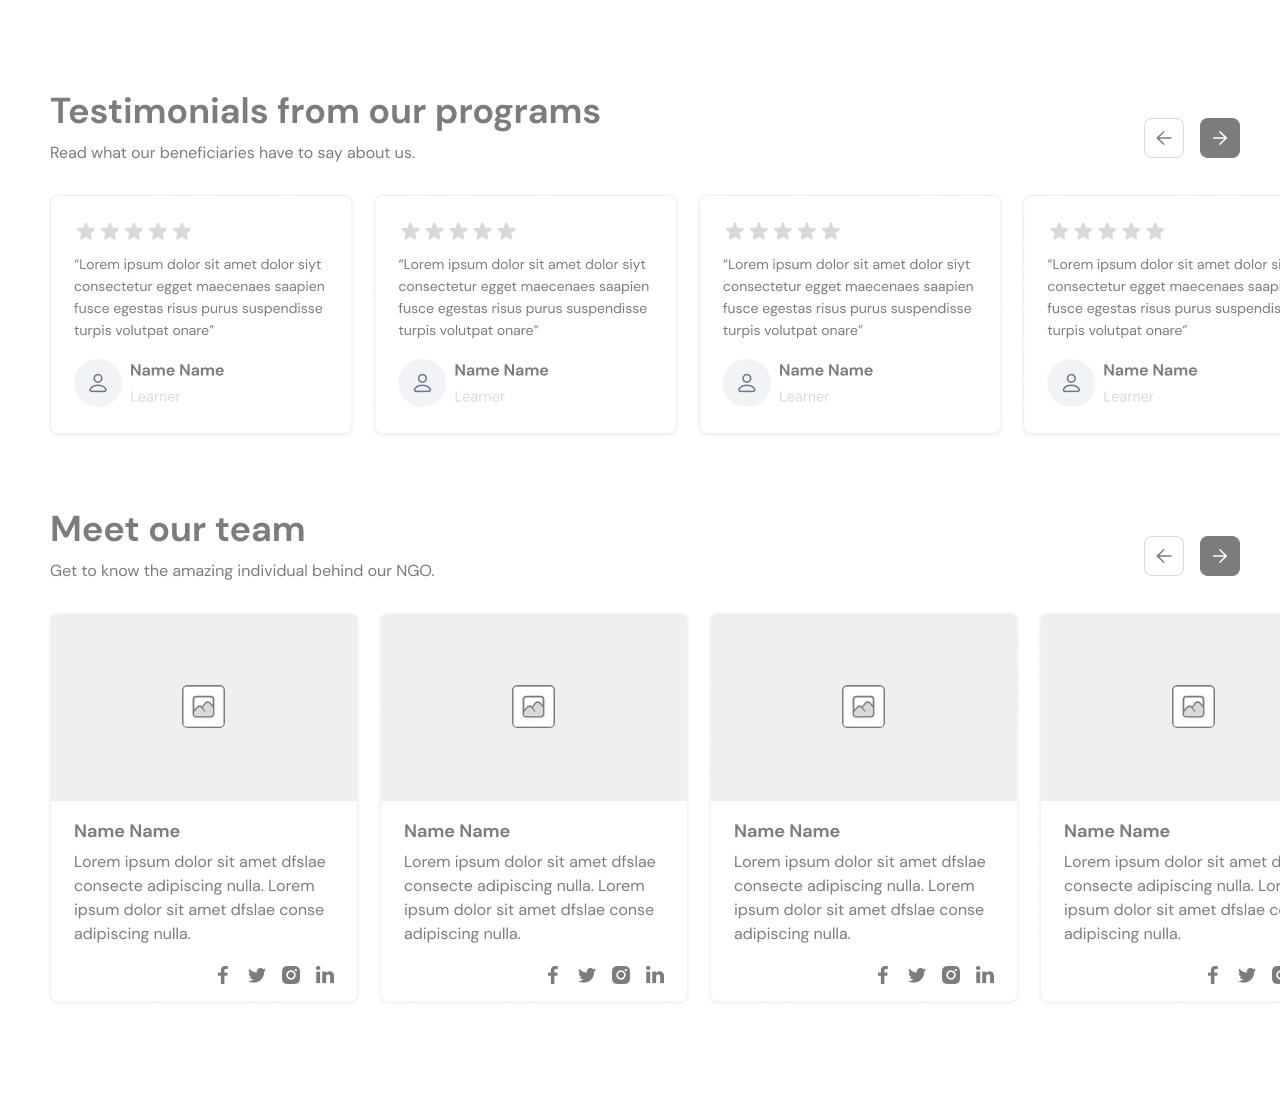 Testimonials from our programs
Read what our beneficiaries have to say about us.
“Lorem ipsum dolor sit amet dolor siyt
consectetur egget maecenaes saapien
fusce egestas risus purus suspendisse
turpis volutpat onare”
Name Name
Learner
“Lorem ipsum dolor sit amet dolor siyt
consectetur egget maecenaes saapien
fusce egestas risus purus suspendisse
turpis volutpat onare”
Name Name
Learner
“Lorem ipsum dolor sit amet dolor siyt
consectetur egget maecenaes saapien
fusce egestas risus purus suspendisse
turpis volutpat onare”
Name Name
Learner
“Lorem ipsum dolor sit amet dolor si
consectetur egget maecenaes saapi
fusce egestas risus purus suspendis
turpis volutpat onare”
Name Name
Learner
Meet our team
Get to know the amazing individual behind our NGO.
Name Name
Lorem ipsum dolor sit amet dfslae
consecte adipiscing nulla. Lorem
ipsum dolor sit amet dfslae conse
adipiscing nulla.
Name Name
Lorem ipsum dolor sit amet dfslae
consecte adipiscing nulla. Lorem
ipsum dolor sit amet dfslae conse
adipiscing nulla.
Name Name
Lorem ipsum dolor sit amet dfslae
consecte adipiscing nulla. Lorem
ipsum dolor sit amet dfslae conse
adipiscing nulla.
Name Name
Lorem ipsum dolor sit amet d
consecte adipiscing nulla. Lor
ipsum dolor sit amet dfslae c
adipiscing nulla.